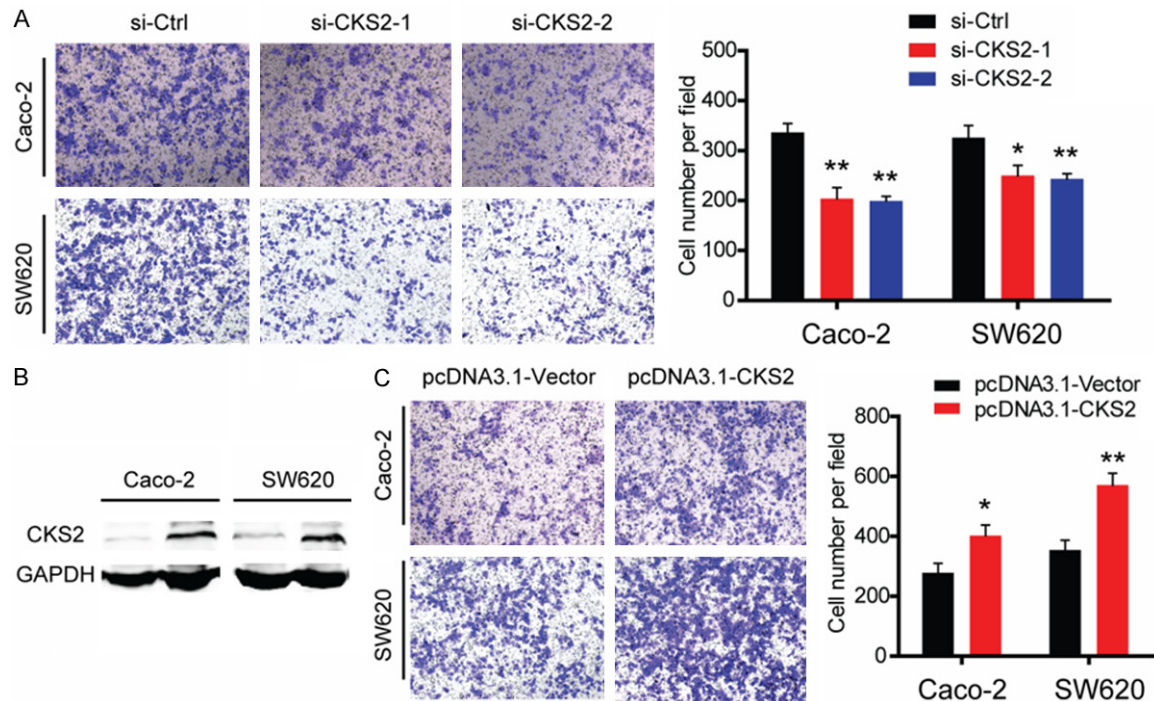 A
si-Ctrl si-CKS2-1 si-CKS2-2
Caco-2
SW620
si-Ctrl
si-CKS2-1
si-CKS2-2
Cell number per field
500
400
300
200
100
0
** ** * **
Caco-2 SW620
B
Caco-2 SW620
CKS2
GAPDH
C
pcDNA3.1-Vector pcDNA3.1-CKS2
Caco-2
SW620
pcDNA3.1-Vector
pcDNA3.1-CKS2
Cell number per field
800
600
400
200
0
* **
Caco-2 SW620